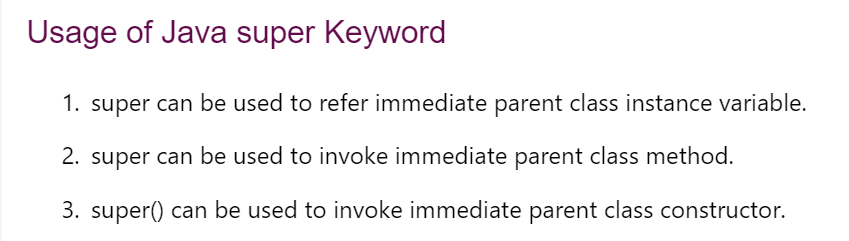 Usage of Java super Keyword
1. super can be used to refer immediate parent class instance variable.
2. super can be used to invoke immediate parent class method.
3. super() can be used to invoke immediate parent class constructor.